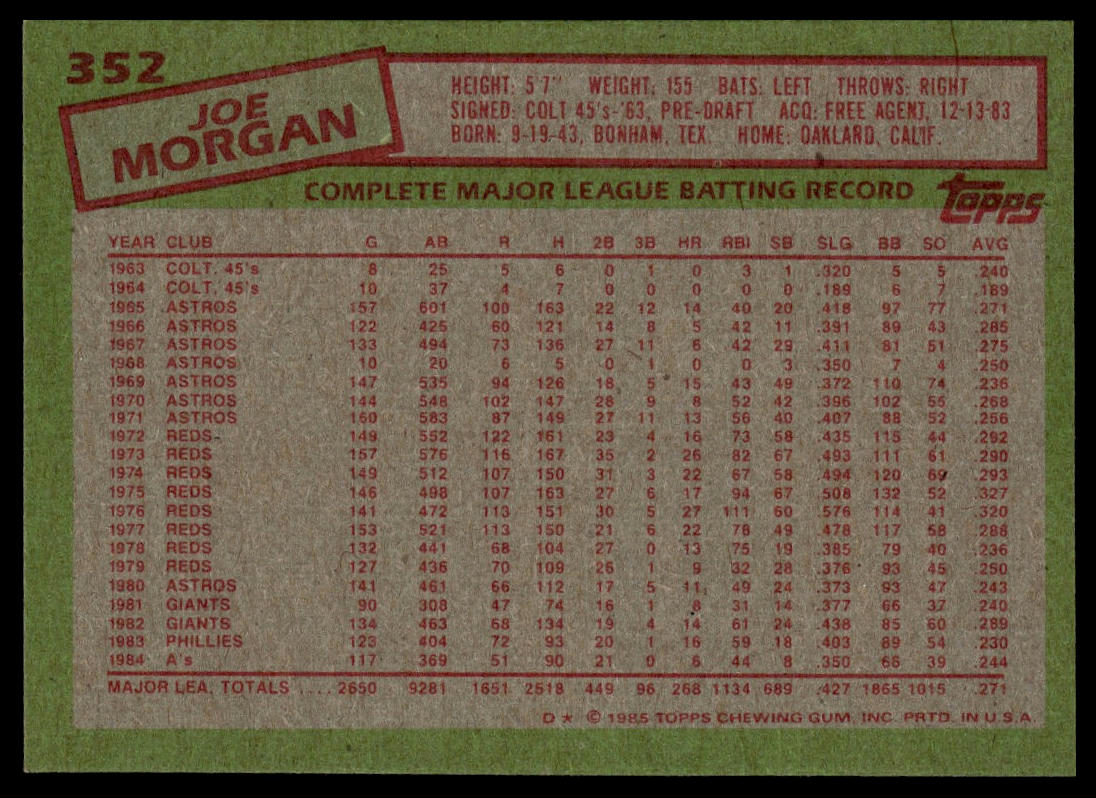 352
JOE
MORGAN
HEIGHT: 5'7" WEIGHT: 155 BATS: LEFT THROWS: RIGHT
SIGNED: COLT 45's-'63, PRE-DRAFT ACQ: FREE AGENT, 12-13-83
BORN: 9-19-43, BONHAM, TEX. HOME: OAKLAND, CALIF.
COMPLETE MAJOR LEAGUE BATTING RECORD topps
YEAR CLUB G AB R H 2B 3B HR RBI SB SLG BB SO AVG
1963 COLT. 45's 8 25 5 6 0 1 0 3 1 .320 5 5 .240
1964 COLT. 45's 10 37 4 7 0 0 0 0 0 .189 6 7 .189
1965 ASTROS 157 601 100 163 22 12 14 40 20 .418 97 77 .271
1966 ASTROS 122 425 60 121 14 8 5 42 11 .391 89 43 .285
1967 ASTROS 133 494 73 136 27 11 6 42 29 .411 81 51 .275
1968 ASTROS 10 20 6 5 0 1 0 0 3 .350 7 4 .250
1969 ASTROS 147 535 94 126 18 5 15 43 49 .372 110 74 .236
1970 ASTROS 144 548 102 147 28 9 8 52 42 .396 102 55 .268
1971 ASTROS 160 583 87 149 27 11 13 56 40 .407 88 52 .256
1972 REDS 149 552 122 161 23 4 16 73 58 .435 115 44 .292
1973 REDS 157 576 116 167 35 2 26 82 67 .493 111 61 .290
1974 REDS 149 512 107 150 31 3 22 67 58 .494 120 69 .293
1975 REDS 146 498 107 163 27 6 17 94 67 .508 132 52 .327
1976 REDS 141 472 113 151 30 5 27 111 60 .576 114 41 .320
1977 REDS 153 521 113 150 21 6 22 78 49 .478 117 58 .288
1978 REDS 132 441 68 104 27 0 13 75 19 .385 79 40 .236
1979 REDS 127 436 70 109 26 1 9 32 28 .376 93 45 .250
1980 ASTROS 141 461 66 112 17 5 11 49 24 .373 93 47 .243
1981 GIANTS 90 308 47 74 16 1 8 31 14 .377 66 37 .240
1982 GIANTS 134 463 68 134 19 4 14 61 24 .438 85 60 .289
1983 PHILLIES 123 404 72 93 20 1 16 59 18 .403 89 54 .230
1984 A's 117 369 51 90 21 0 6 44 8 .350 66 39 .244
MAJOR LEA. TOTALS .... 2650 9281 1651 2518 449 96 268 1134 689 .427 1865 1015 .271
D ★ © 1985 TOPPS CHEWING GUM, INC. PRTD. IN U.S.A.